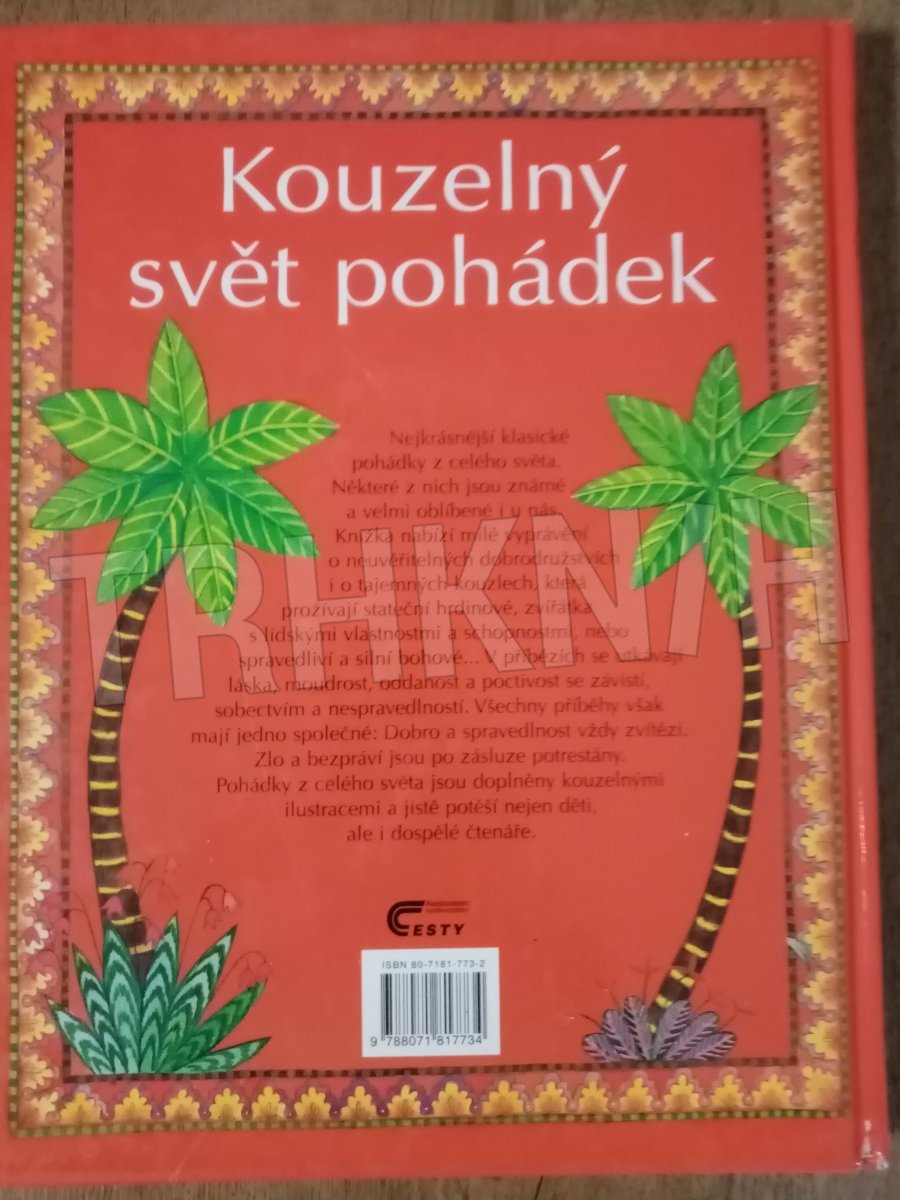 Kouzelný
svět pohádek
Nejkrásnější klasické
pohádky z celého světa.
Některé z nich jsou známé
a velmi oblíbené i u nás.
Knížka nabízí milé vyprávění
o neuvěřitelných dobrodružstvích
i o tajemných kouzlech, která
prožívají stateční hrdinové, zvířátka
s lidskými vlastnostmi a schopnostmi, nebo
spravedliví a silní bohové... V příbězích se utkávají
láska, moudrost, oddanost a poctivost se závistí,
sobectvím a nespravedlností. Všechny příběhy však
mají jedno společné: Dobro a spravedlnost vždy zvítězí.
Zlo a bezpráví jsou po zásluze potrestány.
Pohádky z celého světa jsou doplněny kouzelnými
ilustracemi a jistě potěší nejen děti,
ale i dospělé čtenáře.
TRHKNIH
CESTY
ISBN 80-7181-773-2
9 788071 817734